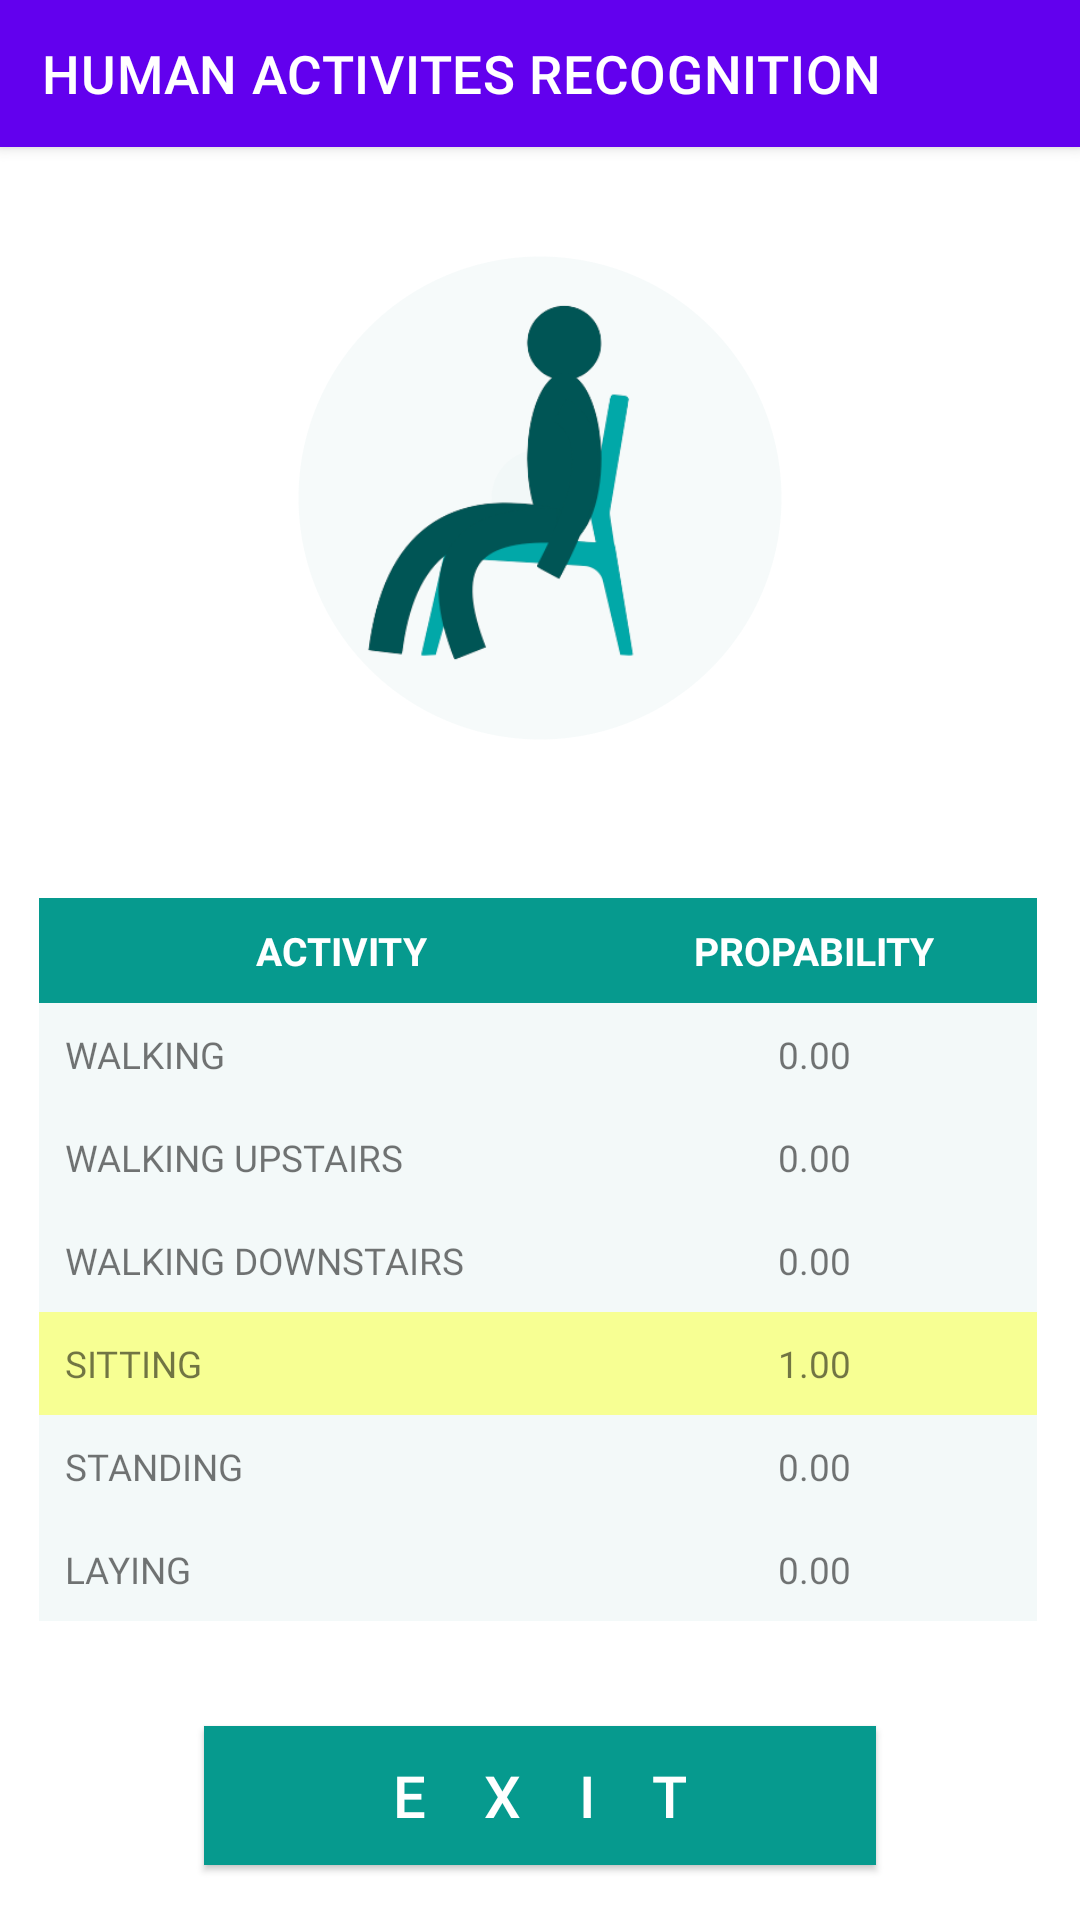 HUMAN ACTIVITES RECOGNITION
ACTIVITY PROPABILITY
WALKING 0.00
WALKING UPSTAIRS 0.00
WALKING DOWNSTAIRS 0.00
SITTING 1.00
STANDING 0.00
LAYING 0.00
E X I T